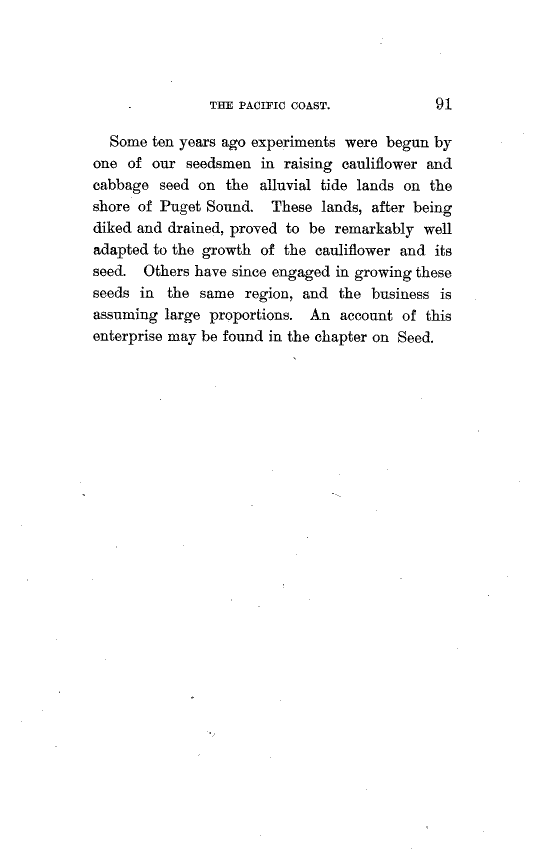 THE PACIFIC COAST. 91
Some ten years ago experiments were begun by
one of our seedsmen in raising cauliflower and
cabbage seed on the alluvial tide lands on the
shore of Puget Sound. These lands, after being
diked and drained, proved to be remarkably well
adapted to the growth of the cauliflower and its
seed. Others have since engaged in growing these
seeds in the same region, and the business is
assuming large proportions. An account of this
enterprise may be found in the chapter on Seed.